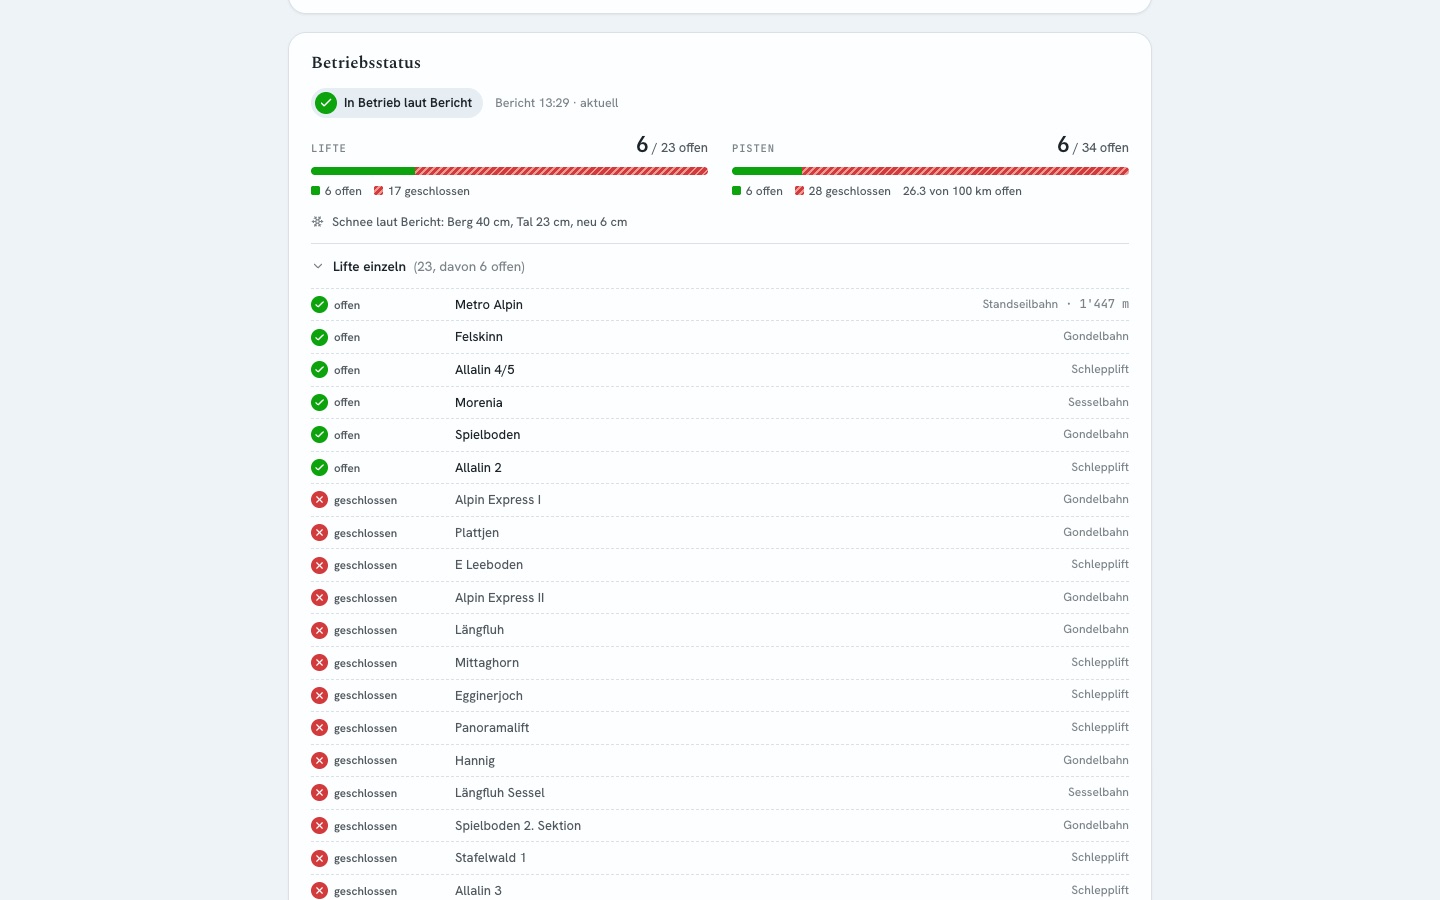 Betriebsstatus
In Betrieb laut Bericht Bericht 13:29 · aktuell
LIFTE 6 / 23 offen
6 offen 17 geschlossen
PISTEN 6 / 34 offen
6 offen 28 geschlossen 26.3 von 100 km offen
Schnee laut Bericht: Berg 40 cm, Tal 23 cm, neu 6 cm
Lifte einzeln (23, davon 6 offen)
offen Metro Alpin Standseilbahn · 1'447 m
offen Felskinn Gondelbahn
offen Allalin 4/5 Schlepplift
offen Morenia Sesselbahn
offen Spielboden Gondelbahn
offen Allalin 2 Schlepplift
geschlossen Alpin Express I Gondelbahn
geschlossen Plattjen Gondelbahn
geschlossen E Leeboden Schlepplift
geschlossen Alpin Express II Gondelbahn
geschlossen Längfluh Gondelbahn
geschlossen Mittaghorn Schlepplift
geschlossen Egginerjoch Schlepplift
geschlossen Panoramalift Schlepplift
geschlossen Hannig Gondelbahn
geschlossen Längfluh Sessel Sesselbahn
geschlossen Spielboden 2. Sektion Gondelbahn
geschlossen Stafelwald 1 Schlepplift
geschlossen Allalin 3 Schlepplift